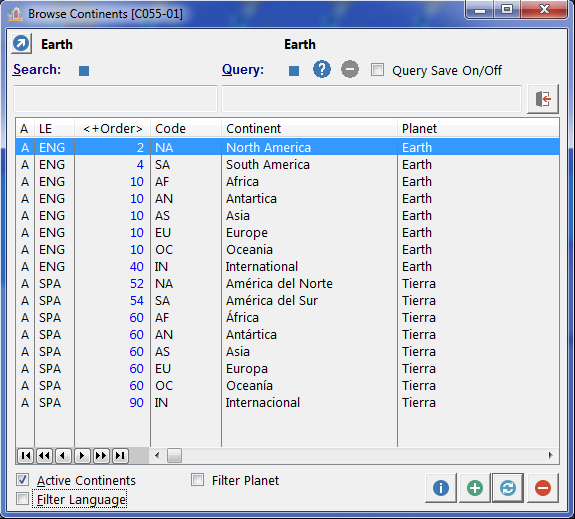 Browse Continents [C055-01]
Earth Earth
Search: Query: Query Save On/Off
A LE <+Order> Code Continent Planet
A ENG 2 NA North America Earth
A ENG 4 SA South America Earth
A ENG 10 AF Africa Earth
A ENG 10 AN Antartica Earth
A ENG 10 AS Asia Earth
A ENG 10 EU Europe Earth
A ENG 10 OC Oceania Earth
A ENG 40 IN International Earth
A SPA 52 NA América del Norte Tierra
A SPA 54 SA América del Sur Tierra
A SPA 60 AF África Tierra
A SPA 60 AN Antártica Tierra
A SPA 60 AS Asia Tierra
A SPA 60 EU Europa Tierra
A SPA 60 OC Oceanía Tierra
A SPA 90 IN Internacional Tierra
Active Continents Filter Planet
Filter Language